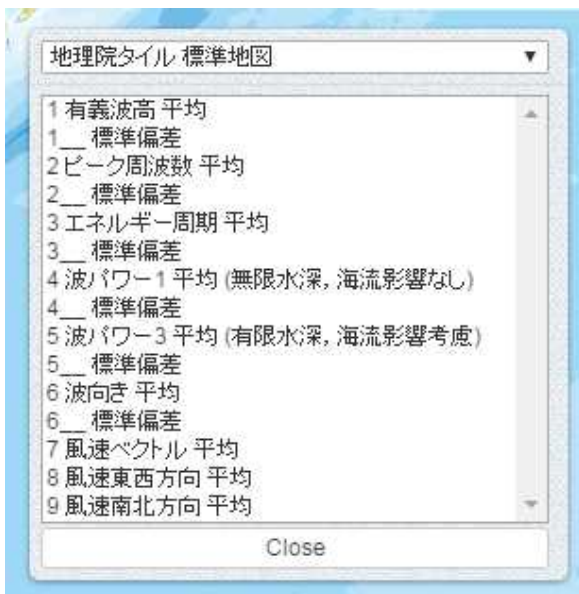 地理院タイル 標準地図 ▼
1 有義波高 平均
1__ 標準偏差
2 ピーク周波数 平均
2__ 標準偏差
3 エネルギー周期 平均
3__ 標準偏差
4 波パワー1 平均 (無限水深, 海流影響なし)
4__ 標準偏差
5 波パワー3 平均 (有限水深, 海流影響考慮)
5__ 標準偏差
6 波向き 平均
6__ 標準偏差
7 風速ベクトル 平均
8 風速東西方向 平均
9 風速南北方向 平均
Close